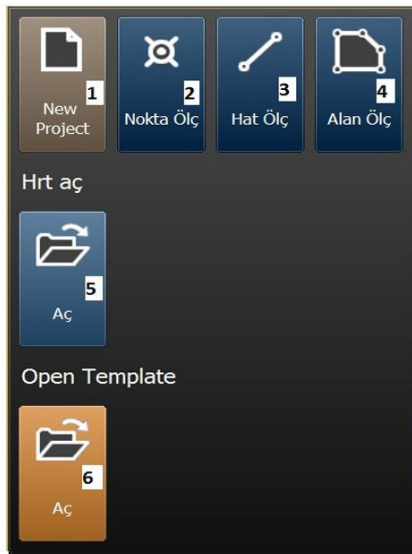 1
New
Project
2
Nokta Ölç
3
Hat Ölç
4
Alan Ölç
Hrt aç
5
Aç
Open Template
6
Aç